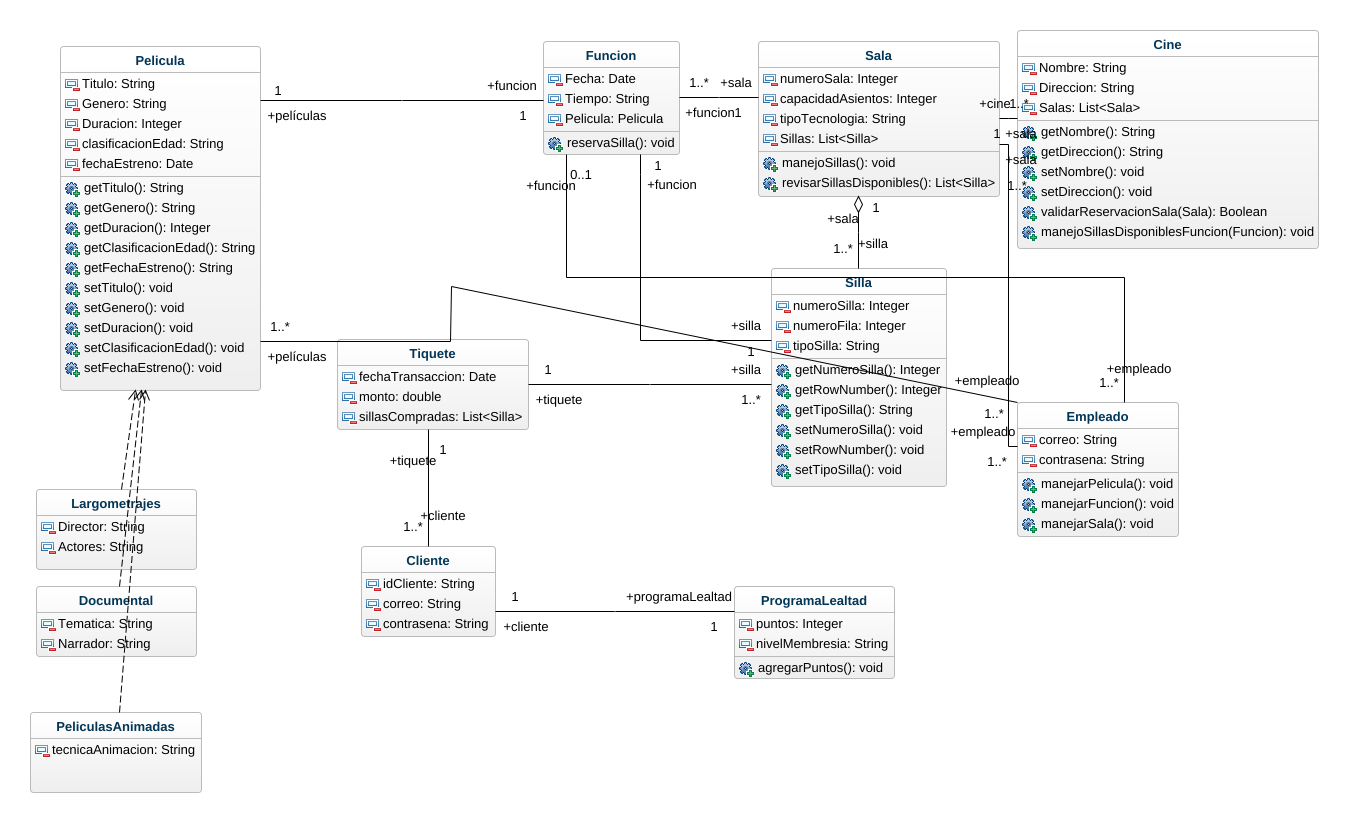 Pelicula
Titulo: String
Genero: String
Duracion: Integer
clasificacionEdad: String
fechaEstreno: Date
getTitulo(): String
getGenero(): String
getDuracion(): Integer
getClasificacionEdad(): String
getFechaEstreno(): String
setTitulo(): void
setGenero(): void
setDuracion(): void
setClasificacionEdad(): void
setFechaEstreno(): void
1
+películas
+funcion
1
Funcion
Fecha: Date
Tiempo: String
Pelicula: Pelicula
reservaSilla(): void
1..*
+sala
+funcion1
Sala
numeroSala: Integer
capacidadAsientos: Integer
tipoTecnologia: String
Sillas: List<Silla>
manejoSillas(): void
revisarSillasDisponibles(): List<Silla>
+cine
1..*
1
+sala
+sala
1..*
Cine
Nombre: String
Direccion: String
Salas: List<Sala>
getNombre(): String
getDireccion(): String
setNombre(): void
setDireccion(): void
validarReservacionSala(Sala): Boolean
manejoSillasDisponiblesFuncion(Funcion): void
0..1
+funcion
1
+funcion
1
+sala
1..*
+silla
Silla
numeroSilla: Integer
numeroFila: Integer
tipoSilla: String
getNumeroSilla(): Integer
getRowNumber(): Integer
getTipoSilla(): String
setNumeroSilla(): void
setRowNumber(): void
setTipoSilla(): void
1..*
+películas
+silla
1
Tiquete
fechaTransaccion: Date
monto: double
sillasCompradas: List<Silla>
1
+tiquete
+silla
1..*
+empleado
1..*
+empleado
1..*
+empleado
1..*
Empleado
correo: String
contrasena: String
manejarPelicula(): void
manejarFuncion(): void
manejarSala(): void
1
+tiquete
+cliente
1..*
Largometrajes
Director: String
Actores: String
Documental
Tematica: String
Narrador: String
Cliente
idCliente: String
correo: String
contrasena: String
1
+cliente
+programaLealtad
1
ProgramaLealtad
puntos: Integer
nivelMembresia: String
agregarPuntos(): void
PeliculasAnimadas
tecnicaAnimacion: String